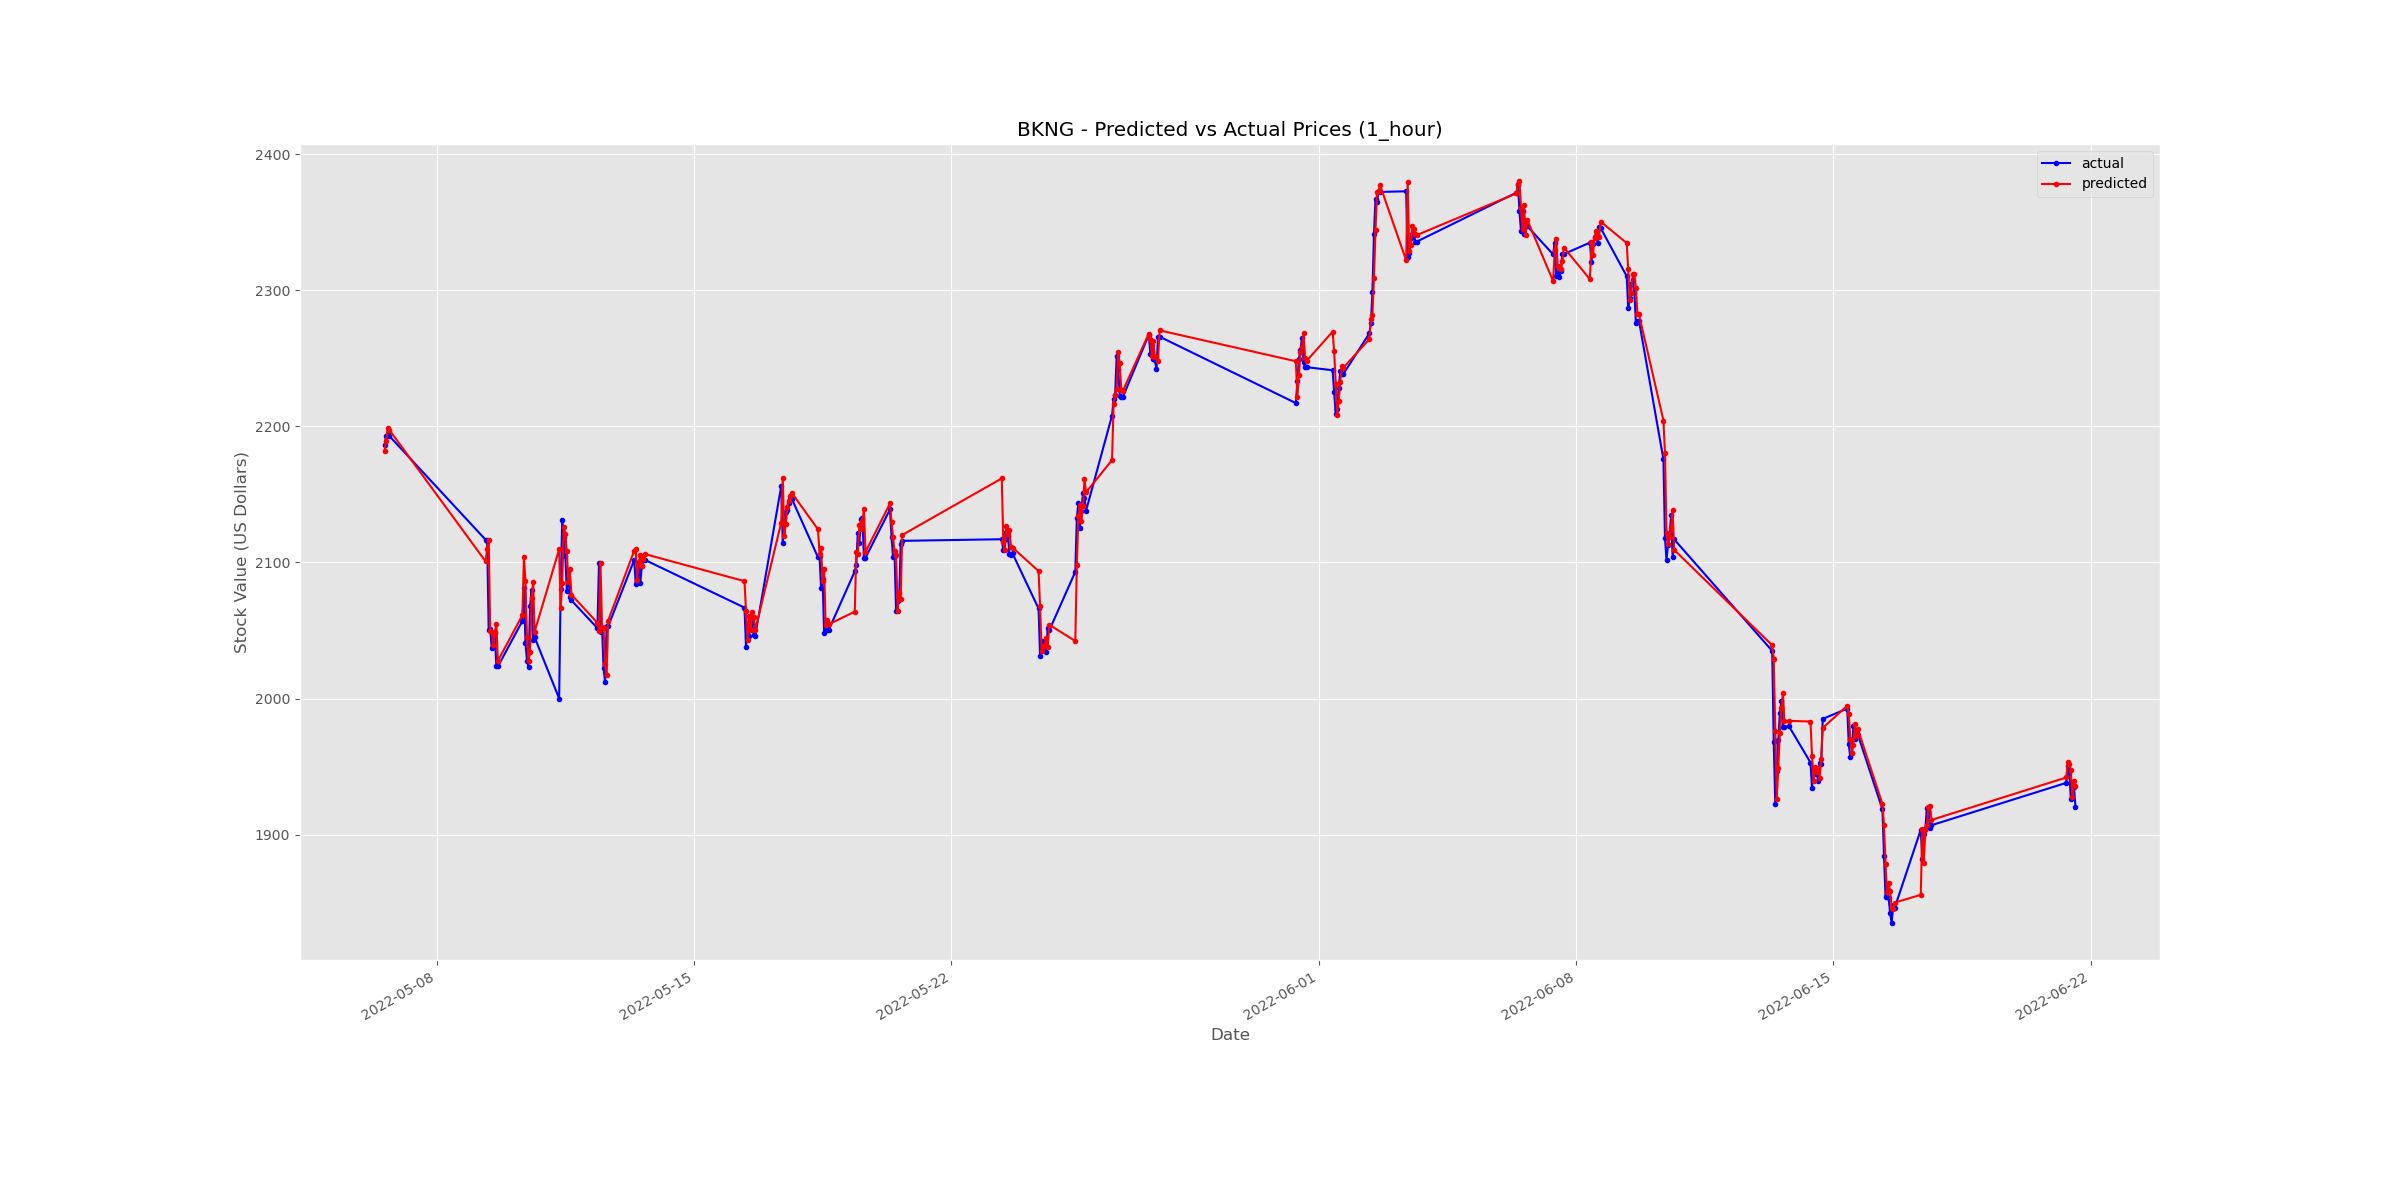 BKNG - Predicted vs Actual Prices (1_hour)
actual
predicted
Stock Value (US Dollars)
2400
2300
2200
2100
2000
1900
2022-05-08
2022-05-15
2022-05-22
2022-06-01
2022-06-08
2022-06-15
2022-06-22
Date